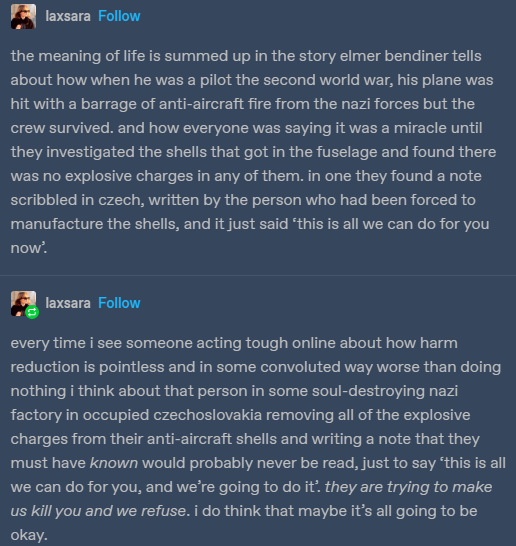 laxsara Follow
the meaning of life is summed up in the story elmer bendiner tells
about how when he was a pilot the second world war, his plane was
hit with a barrage of anti-aircraft fire from the nazi forces but the
crew survived. and how everyone was saying it was a miracle until
they investigated the shells that got in the fuselage and found there
was no explosive charges in any of them. in one they found a note
scribbled in czech, written by the person who had been forced to
manufacture the shells, and it just said ‘this is all we can do for you
now’.
laxsara Follow
every time i see someone acting tough online about how harm
reduction is pointless and in some convoluted way worse than doing
nothing i think about that person in some soul-destroying nazi
factory in occupied czechoslovakia removing all of the explosive
charges from their anti-aircraft shells and writing a note that they
must have known would probably never be read, just to say ‘this is all
we can do for you, and we’re going to do it’. they are trying to make
us kill you and we refuse. i do think that maybe it’s all going to be
okay.